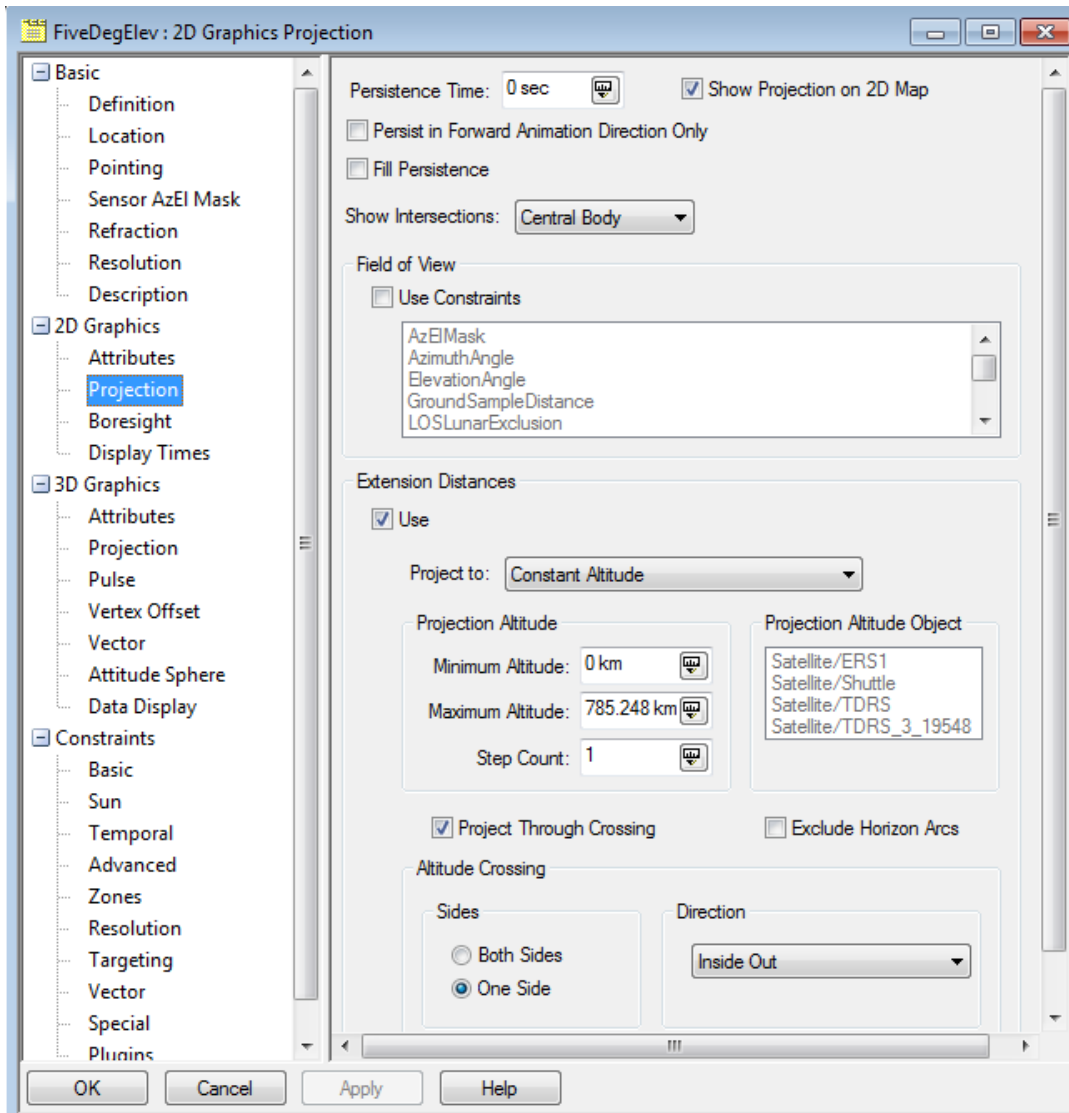 FiveDegElev : 2D Graphics Projection
Basic
Definition
Location
Pointing
Sensor AzEl Mask
Refraction
Resolution
Description
2D Graphics
Attributes
Projection
Boresight
Display Times
3D Graphics
Attributes
Projection
Pulse
Vertex Offset
Vector
Attitude Sphere
Data Display
Constraints
Basic
Sun
Temporal
Advanced
Zones
Resolution
Targeting
Vector
Special
Plugins
Persistence Time: 0 sec Show Projection on 2D Map
Persist in Forward Animation Direction Only
Fill Persistence
Show Intersections: Central Body
Field of View
Use Constraints
AzElMask
AzimuthAngle
ElevationAngle
GroundSampleDistance
LOSLunarExclusion
Extension Distances
Use
Project to: Constant Altitude
Projection Altitude
Minimum Altitude: 0 km
Maximum Altitude: 785.248 km
Step Count: 1
Projection Altitude Object
Satellite/ERS1
Satellite/Shuttle
Satellite/TDRS
Satellite/TDRS_3_19548
Project Through Crossing Exclude Horizon Arcs
Altitude Crossing
Sides
Both Sides
One Side
Direction
Inside Out
OK Cancel Apply Help